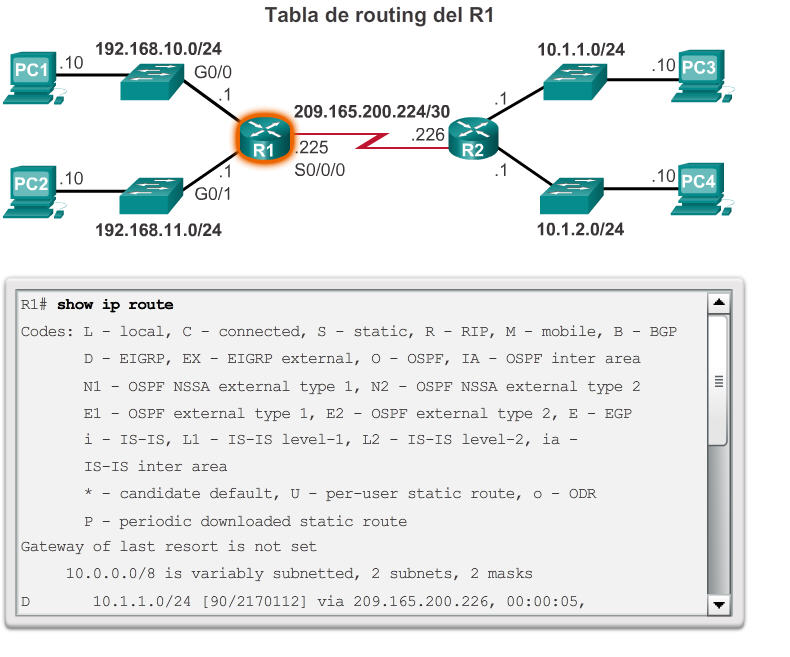 Tabla de routing del R1
192.168.10.0/24
10.1.1.0/24
PC1
.10
G0/0
.10
PC3
.1
209.165.200.224/30
.1
R1
.225
.226
R2
S0/0/0
PC2
.10
.1
G0/1
.1
.10
PC4
192.168.11.0/24
10.1.2.0/24
R1# show ip route
Codes: L - local, C - connected, S - static, R - RIP, M - mobile, B - BGP
D - EIGRP, EX - EIGRP external, O - OSPF, IA - OSPF inter area
N1 - OSPF NSSA external type 1, N2 - OSPF NSSA external type 2
E1 - OSPF external type 1, E2 - OSPF external type 2, E - EGP
i - IS-IS, L1 - IS-IS level-1, L2 - IS-IS level-2, ia -
IS-IS inter area
* - candidate default, U - per-user static route, o - ODR
P - periodic downloaded static route
Gateway of last resort is not set
10.0.0.0/8 is variably subnetted, 2 subnets, 2 masks
D 10.1.1.0/24 [90/2170112] via 209.165.200.226, 00:00:05,